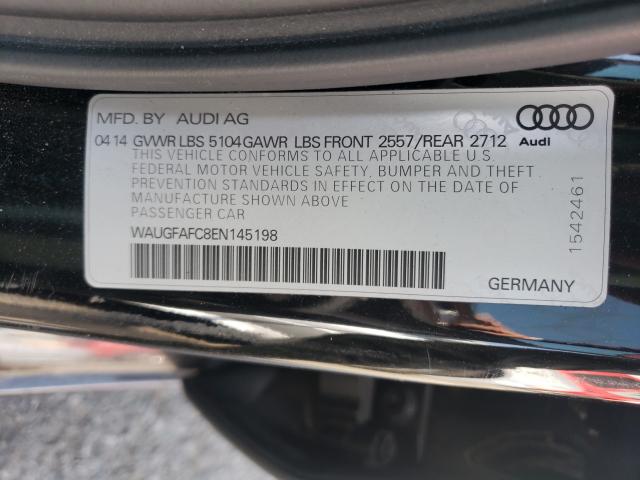 MFD. BY AUDI AG
0414 GVWR LBS 5104 GAWR LBS FRONT 2557/REAR 2712
Audi
THIS VEHICLE CONFORMS TO ALL APPLICABLE U.S.
FEDERAL MOTOR VEHICLE SAFETY, BUMPER AND THEFT
PREVENTION STANDARDS IN EFFECT ON THE DATE OF
MANUFACTURE SHOWN ABOVE
PASSENGER CAR
WAUGFAFC8EN145198
1542461
GERMANY